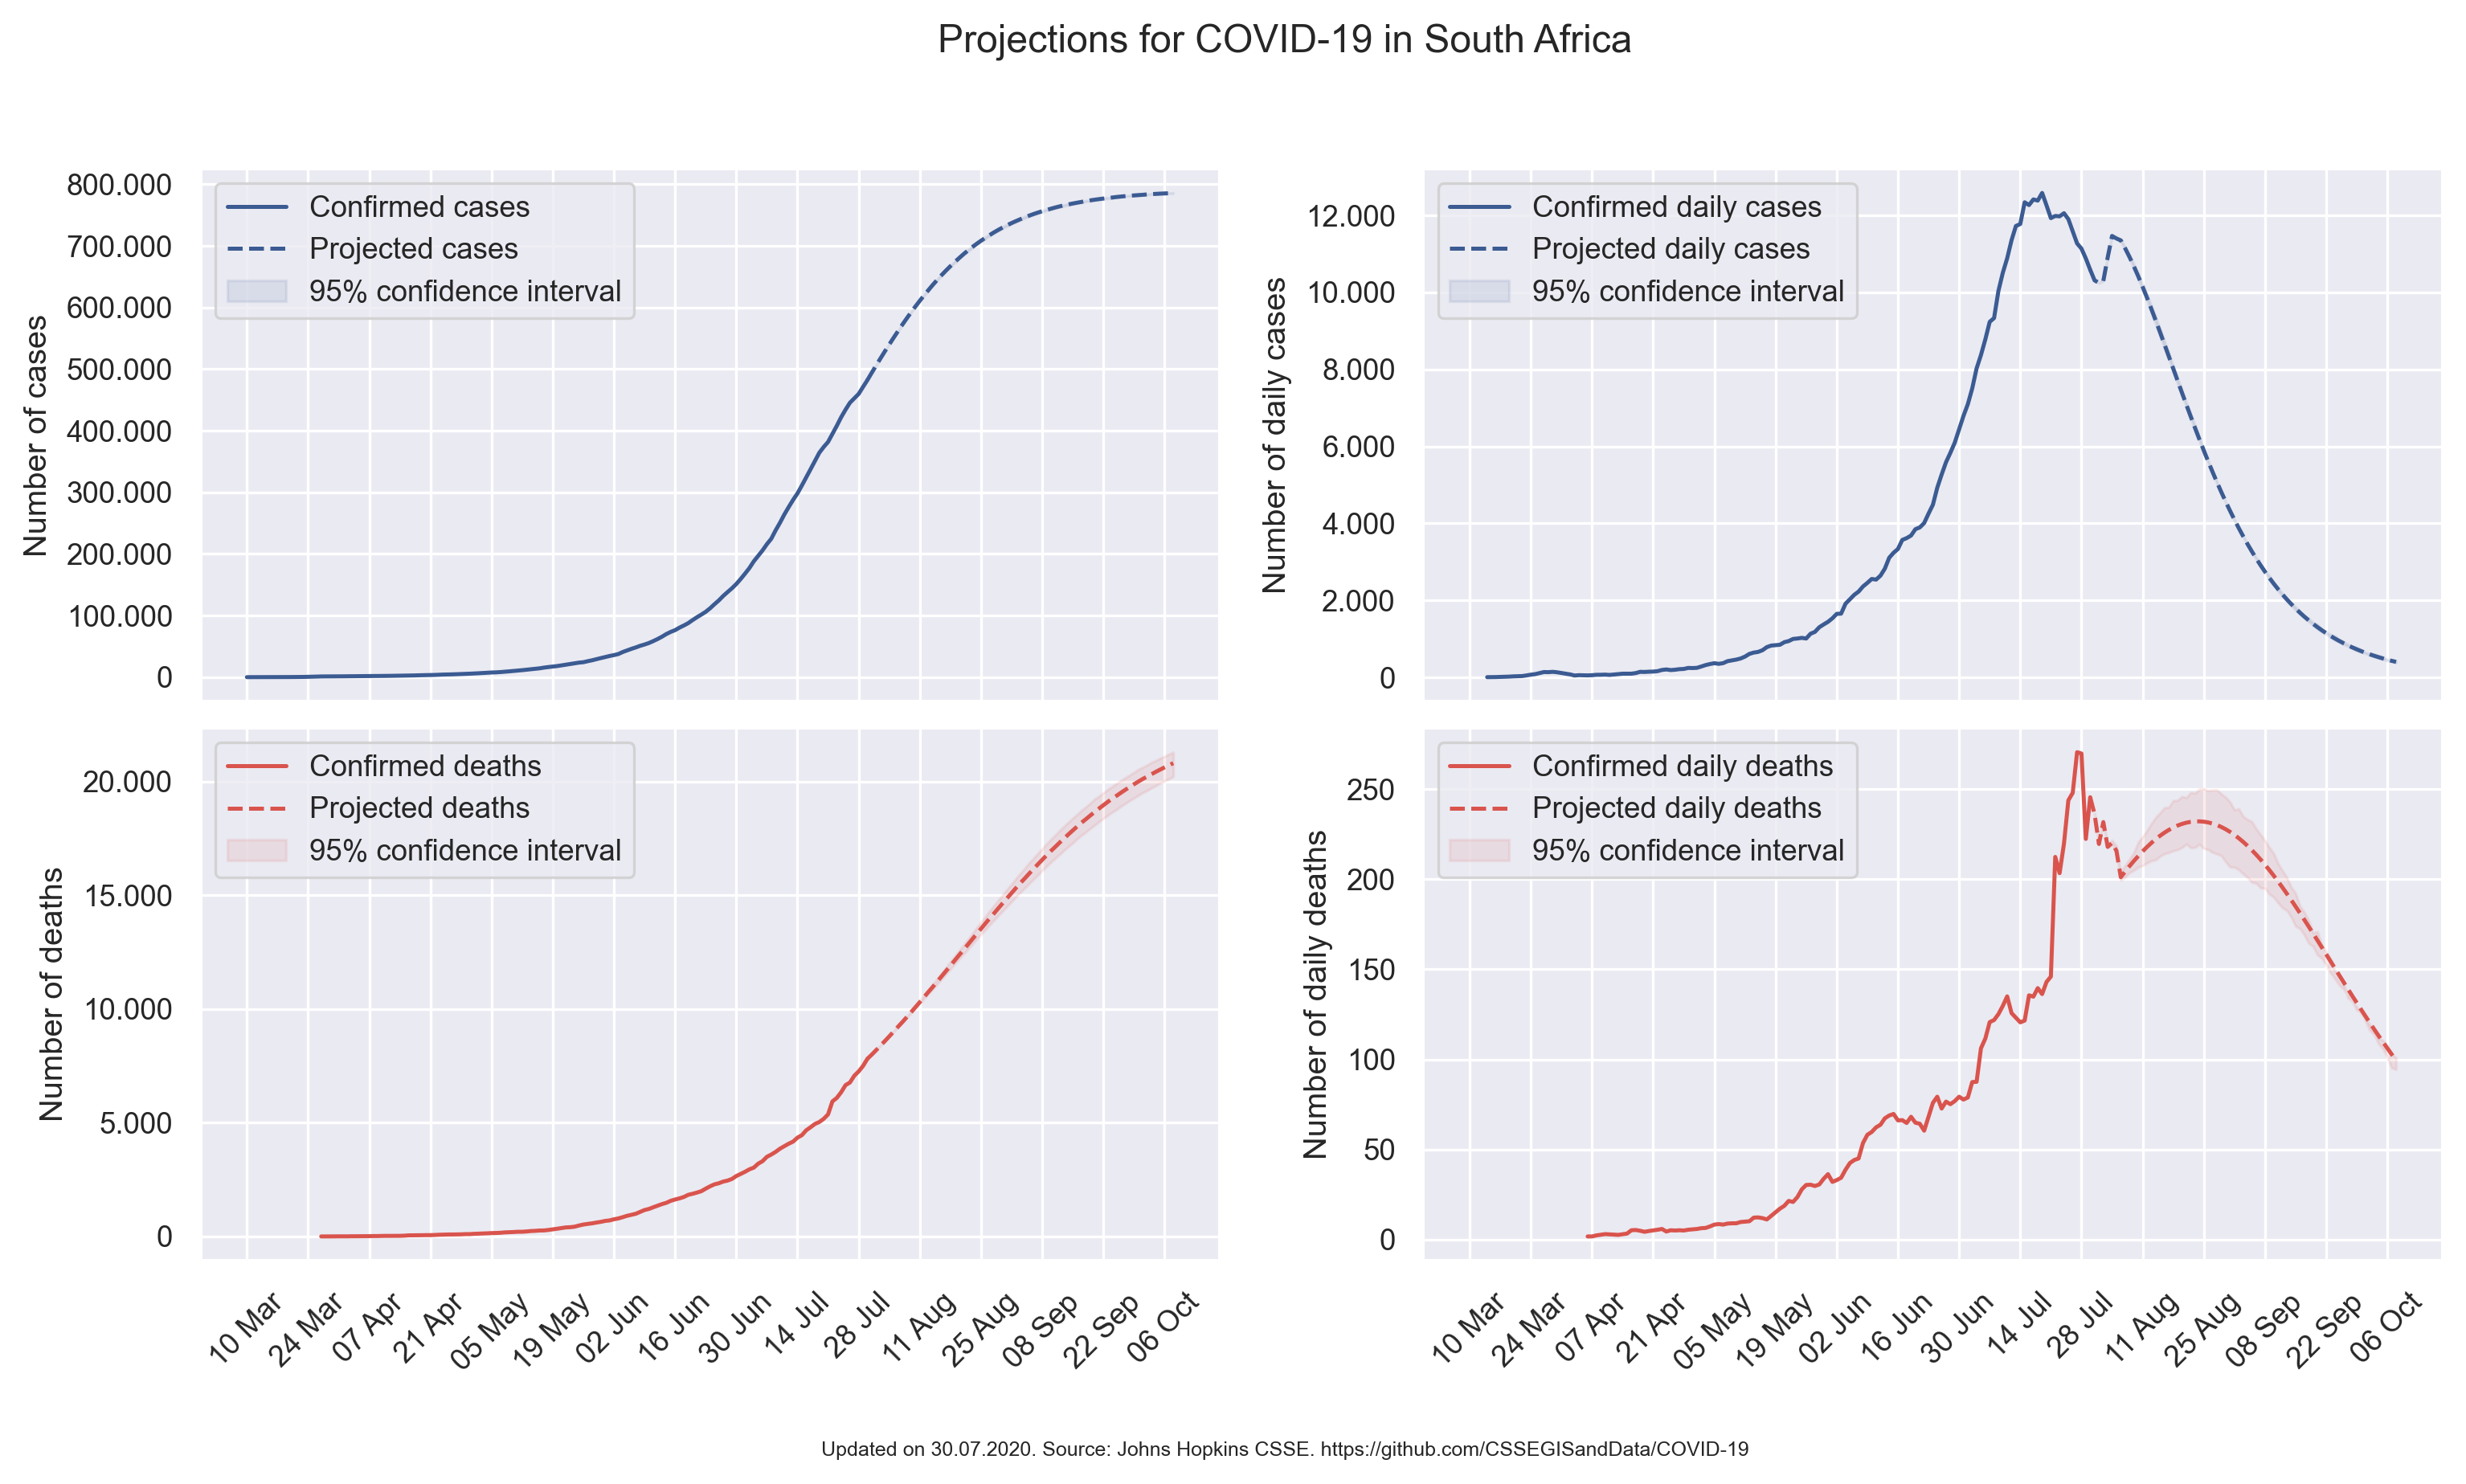 Projections for COVID-19 in South Africa
Number of cases
800.000
700.000
600.000
500.000
400.000
300.000
200.000
100.000
0
Confirmed cases
Projected cases
95% confidence interval
Number of daily cases
12.000
10.000
8.000
6.000
4.000
2.000
0
Confirmed daily cases
Projected daily cases
95% confidence interval
Number of deaths
20.000
15.000
10.000
5.000
0
Confirmed deaths
Projected deaths
95% confidence interval
10 Mar
24 Mar
07 Apr
21 Apr
05 May
19 May
02 Jun
16 Jun
30 Jun
14 Jul
28 Jul
11 Aug
25 Aug
08 Sep
22 Sep
06 Oct
Number of daily deaths
250
200
150
100
50
0
Confirmed daily deaths
Projected daily deaths
95% confidence interval
10 Mar
24 Mar
07 Apr
21 Apr
05 May
19 May
02 Jun
16 Jun
30 Jun
14 Jul
28 Jul
11 Aug
25 Aug
08 Sep
22 Sep
06 Oct
Updated on 30.07.2020. Source: Johns Hopkins CSSE. https://github.com/CSSEGISandData/COVID-19